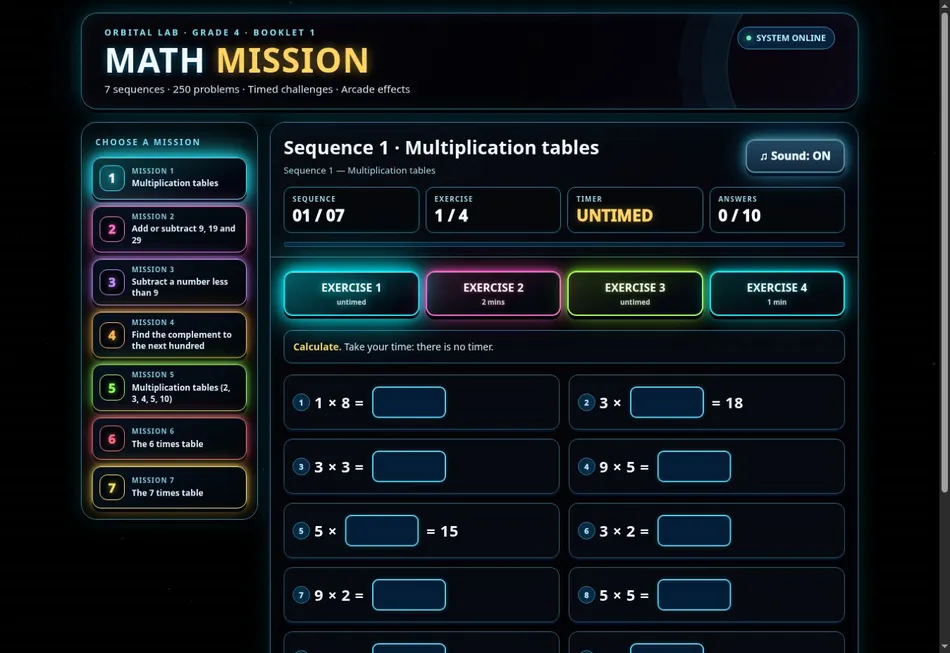 ORBITAL LAB · GRADE 4 · BOOKLET 1
MATH MISSION
7 sequences · 250 problems · Timed challenges · Arcade effects
SYSTEM ONLINE
CHOOSE A MISSION
1
MISSION 1
Multiplication tables
2
MISSION 2
Add or subtract 9, 19 and
29
3
MISSION 3
Subtract a number less
than 9
4
MISSION 4
Find the complement to
the next hundred
5
MISSION 5
Multiplication tables (2,
3, 4, 5, 10)
6
MISSION 6
The 6 times table
7
MISSION 7
The 7 times table
Sequence 1 · Multiplication tables
Sequence 1 — Multiplication tables
♫ Sound: ON
SEQUENCE
01 / 07
EXERCISE
1 / 4
TIMER
UNTIMED
ANSWERS
0 / 10
EXERCISE 1
untimed
EXERCISE 2
2 mins
EXERCISE 3
untimed
EXERCISE 4
1 min
Calculate. Take your time: there is no timer.
1 1 × 8 =
2 3 × = 18
3 3 × 3 =
4 9 × 5 =
5 5 × = 15
6 3 × 2 =
7 9 × 2 =
8 5 × 5 =